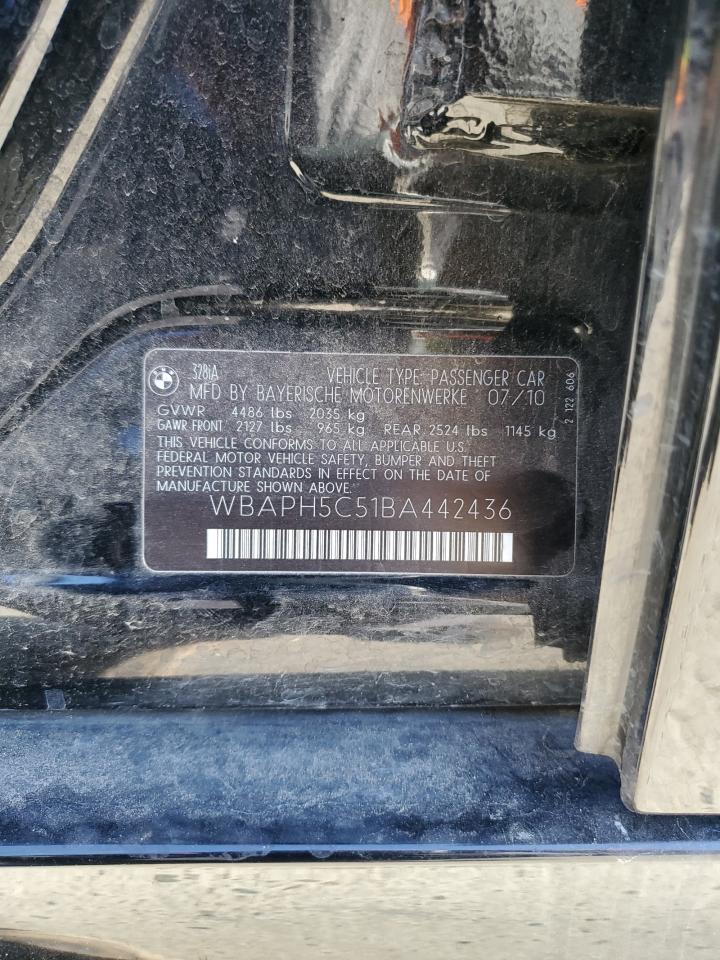 328iA VEHICLE TYPE: PASSENGER CAR
MFD BY BAYERISCHE MOTORENWERKE 07/10
GVWR 4486 lbs 2035 kg
GAWR FRONT 2127 lbs 965 kg REAR 2524 lbs 1145 kg
THIS VEHICLE CONFORMS TO ALL APPLICABLE U.S.
FEDERAL MOTOR VEHICLE SAFETY, BUMPER AND THEFT
PREVENTION STANDARDS IN EFFECT ON THE DATE OF
MANUFACTURE SHOWN ABOVE.
WBAPH5C51BA442436
2 122 606
BMW